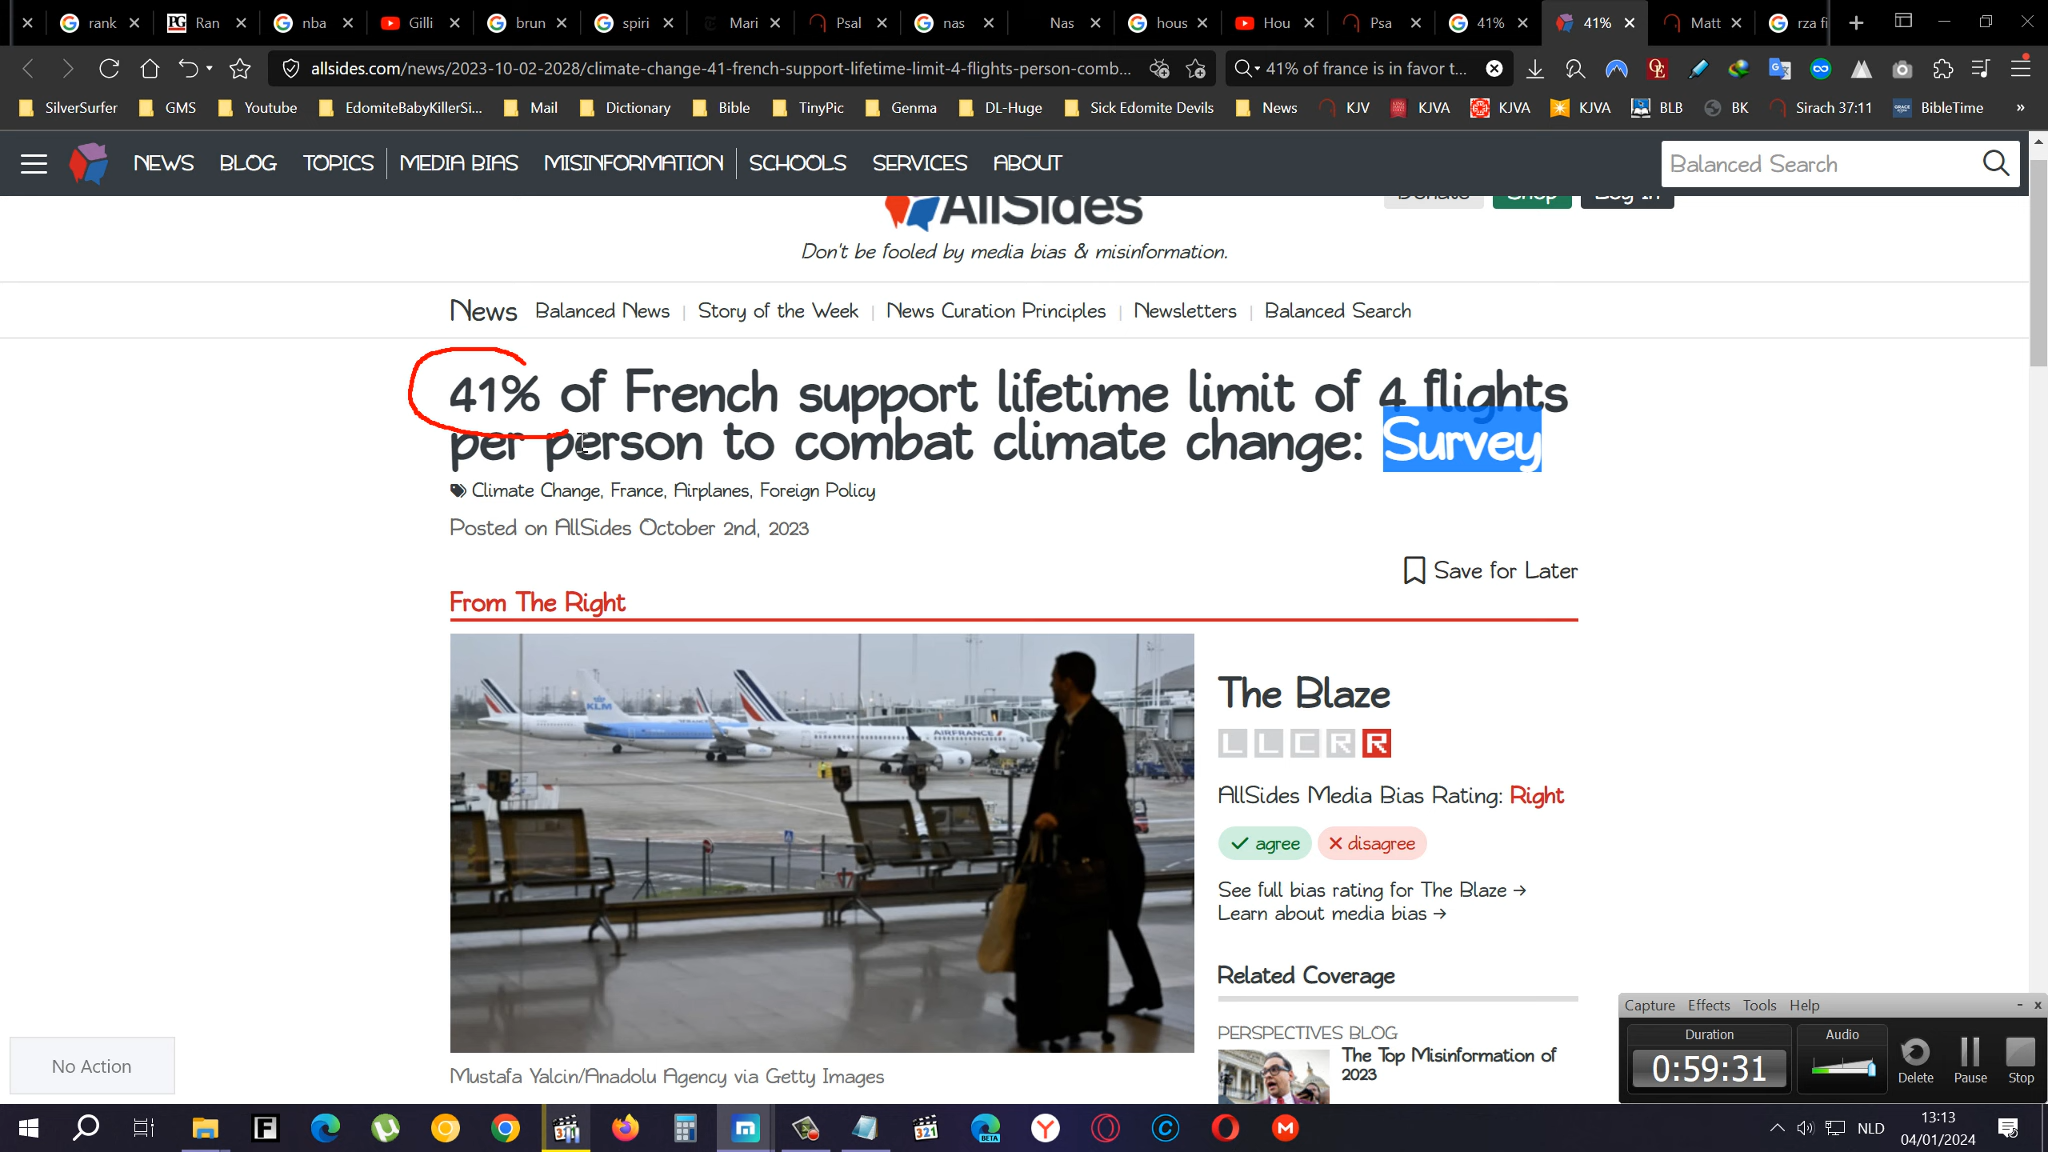 rank
Ran
nba
Gilli
brun
spiri
Mari
Psal
nas
Nas
hous
Hou
Psa
41%
41%
Matt
rza fi
allsides.com/news/2023-10-02-2028/climate-change-41-french-support-lifetime-limit-4-flights-person-comb...
41% of france is in favor t...
SilverSurfer
GMS
Youtube
EdomiteBabyKillerSi...
Mail
Dictionary
Bible
TinyPic
Genma
DL-Huge
Sick Edomite Devils
News
KJV
KJVA
KJVA
KJVA
BLB
BK
Sirach 37:11
BibleTime
NEWS
BLOG
TOPICS
MEDIA BIAS
MISINFORMATION
SCHOOLS
SERVICES
ABOUT
Balanced Search
AllSides
Donate
Shop
Log In
Don't be fooled by media bias & misinformation.
News
Balanced News
Story of the Week
News Curation Principles
Newsletters
Balanced Search
41% of French support lifetime limit of 4 flights
per person to combat climate change: Survey
Climate Change, France, Airplanes, Foreign Policy
Posted on AllSides October 2nd, 2023
Save for Later
From The Right
KLM
AIRFRANCE
The Blaze
L L C R R
AllSides Media Bias Rating: Right
agree
disagree
See full bias rating for The Blaze →
Learn about media bias →
Related Coverage
PERSPECTIVES BLOG
The Top Misinformation of
2023
Mustafa Yalcin/Anadolu Agency via Getty Images
No Action
Capture Effects Tools Help
Duration
Audio
0:59:31
Delete
Pause
Stop
NLD
13:13
04/01/2024